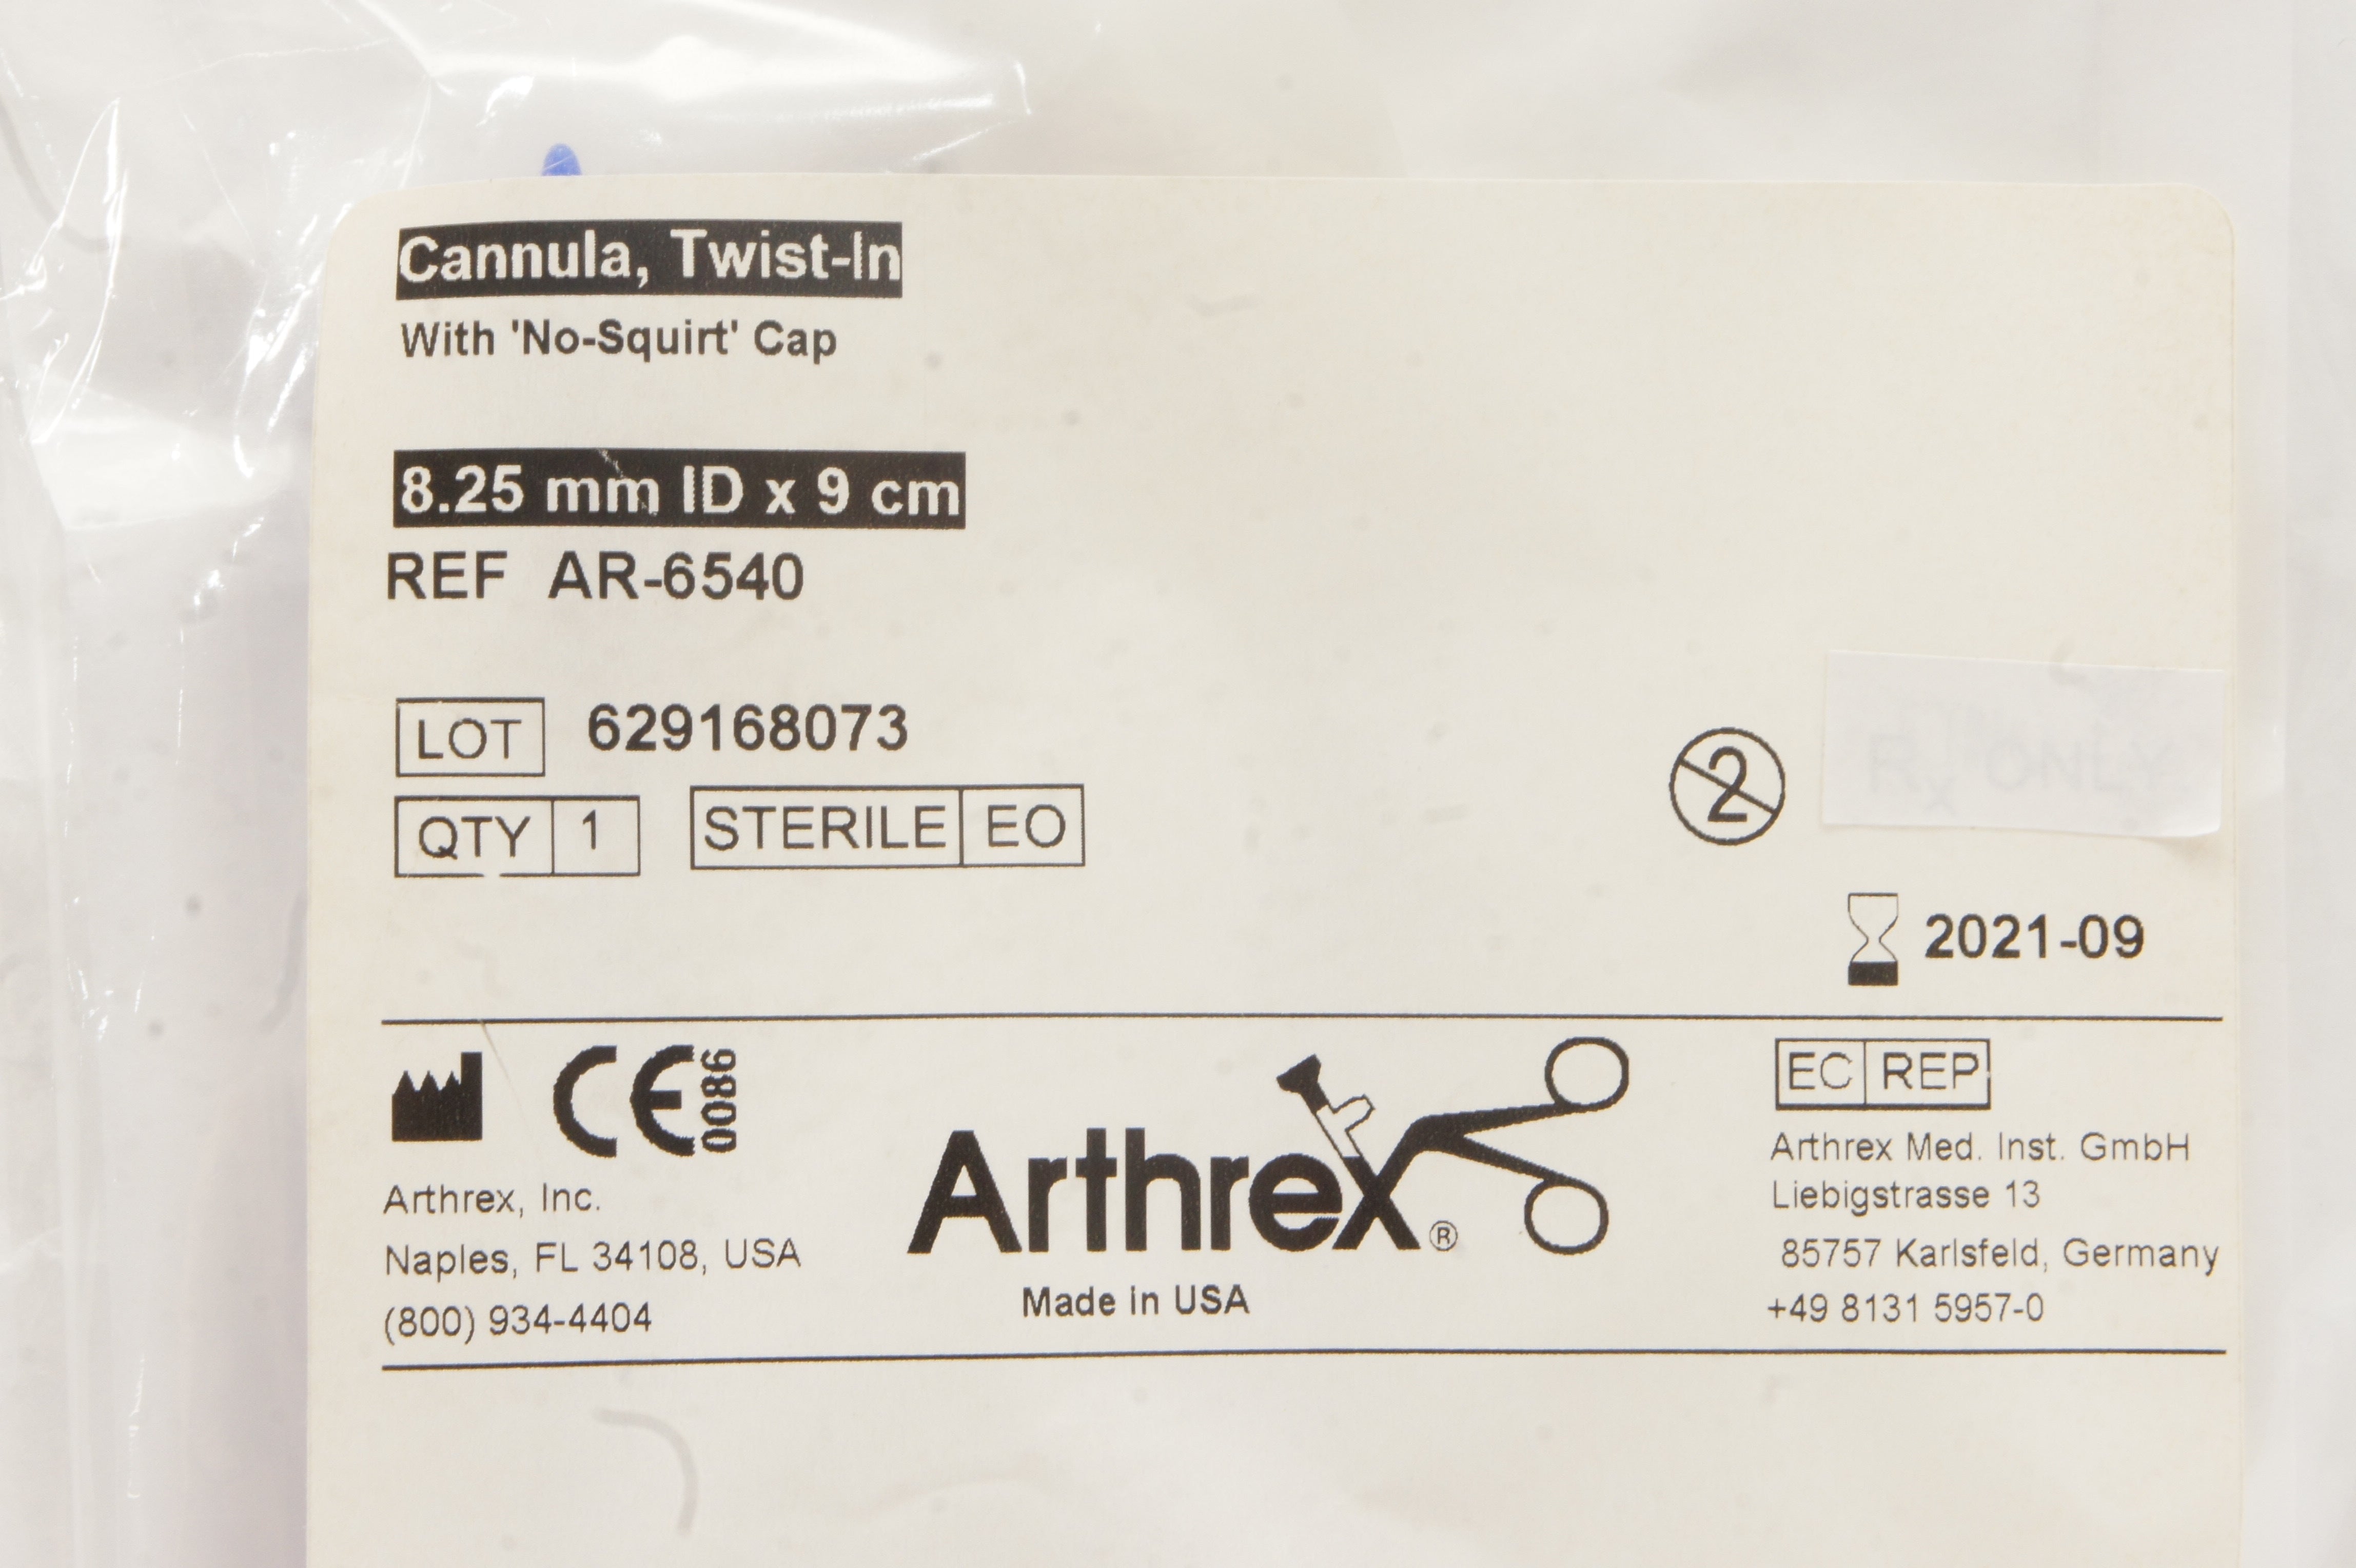 Cannula, Twist-In
With 'No-Squirt' Cap
8.25 mm ID x 9 cm
REF AR-6540
LOT 629168073
QTY 1 STERILE EO
2
Rx ONLY
2021-09
CE 0086
Arthrex, Inc.
Naples, FL 34108, USA
(800) 934-4404
Arthrex®
Made in USA
EC REP
Arthrex Med. Inst. GmbH
Liebigstrasse 13
85757 Karlsfeld, Germany
+49 8131 5957-0